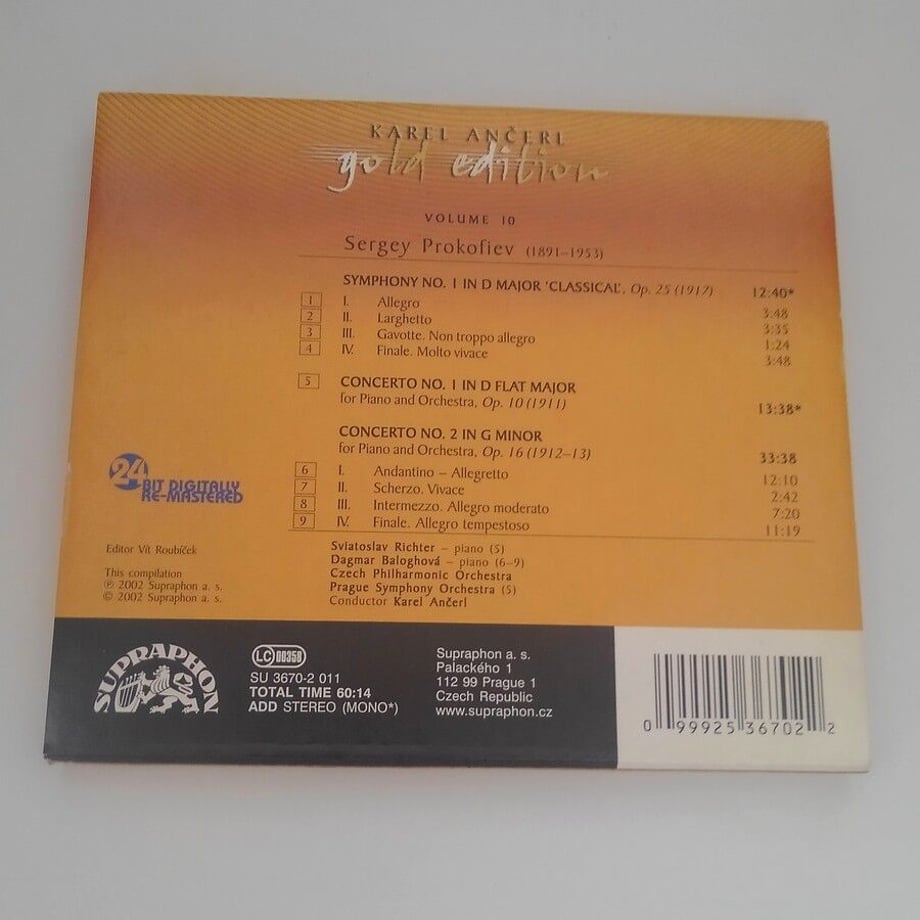 KAREL ANČERL
gold edition
VOLUME 10
Sergey Prokofiev (1891–1953)
SYMPHONY NO. 1 IN D MAJOR 'CLASSICAL', Op. 25 (1917) 12:40*
1 I. Allegro 3:48
2 II. Larghetto 3:35
3 III. Gavotte. Non troppo allegro 1:24
4 IV. Finale. Molto vivace 3:48
5 CONCERTO NO. 1 IN D FLAT MAJOR
for Piano and Orchestra, Op. 10 (1911) 13:38*
CONCERTO NO. 2 IN G MINOR
for Piano and Orchestra, Op. 16 (1912–13) 33:38
6 I. Andantino – Allegretto 12:10
7 II. Scherzo. Vivace 2:42
8 III. Intermezzo. Allegro moderato 7:20
9 IV. Finale. Allegro tempestoso 11:19
24
BIT DIGITALLY
RE-MASTERED
Editor Vít Roubíček
This compilation
℗ 2002 Supraphon a. s.
© 2002 Supraphon a. s.
Sviatoslav Richter – piano (5)
Dagmar Baloghová – piano (6–9)
Czech Philharmonic Orchestra
Prague Symphony Orchestra (5)
Conductor Karel Ančerl
SUPRAPHON
LC 00358
SU 3670-2 011
TOTAL TIME 60:14
ADD STEREO (MONO*)
Supraphon a. s.
Palackého 1
112 99 Prague 1
Czech Republic
www.supraphon.cz
0 99925 36702 2